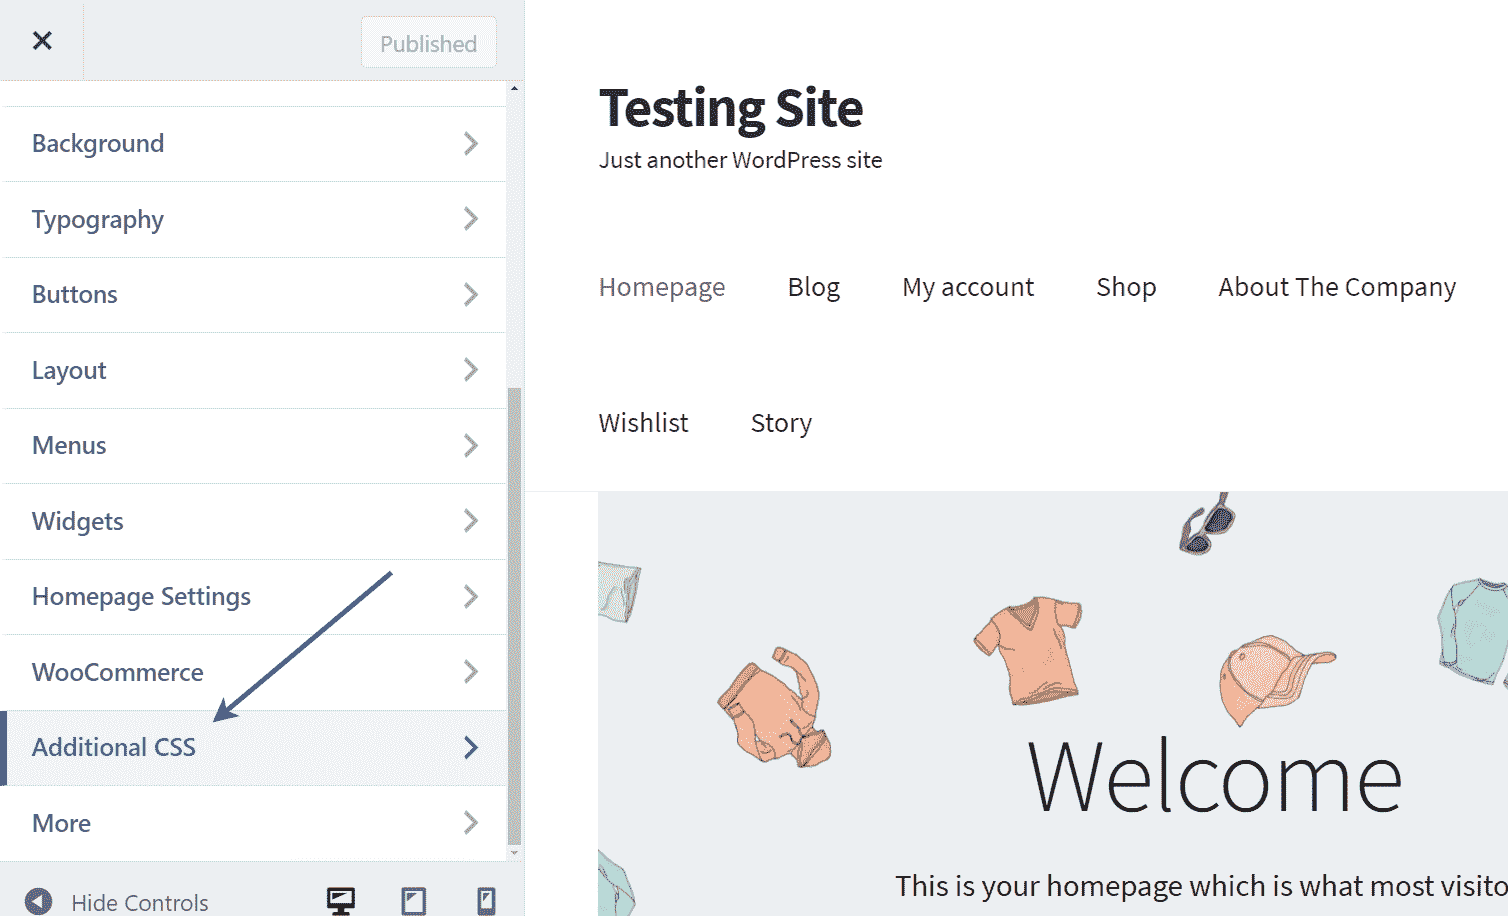 Published
Background
Typography
Buttons
Layout
Menus
Widgets
Homepage Settings
WooCommerce
Additional CSS
More
Hide Controls
Testing Site
Just another WordPress site
Homepage Blog My account Shop About The Company
Wishlist Story
Welcome
This is your homepage which is what most visito